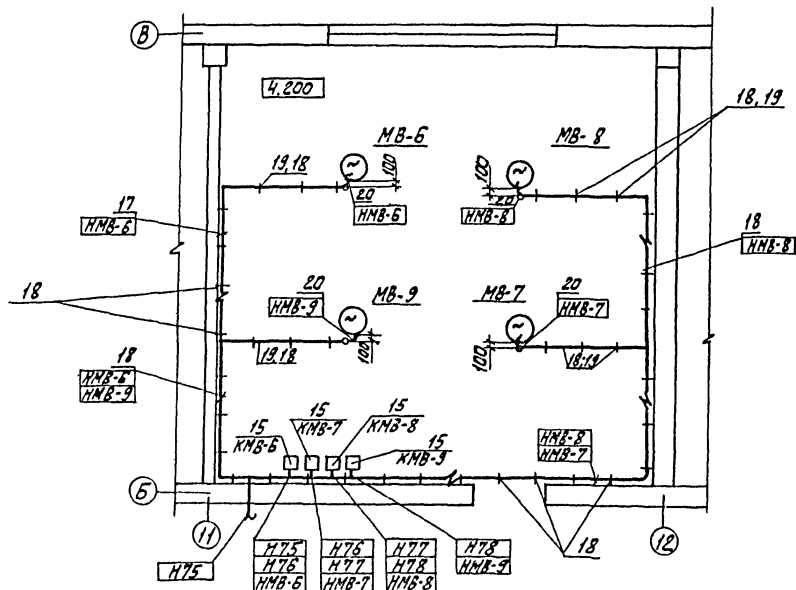 В
4.200
18, 19
МВ-6
МВ-8
19,18
100
100
20
НМВ-6
20
НМВ-8
17
НМВ-6
18
НМВ-8
18
20
НМВ-9
МВ-9
МВ-7
20
НМВ-7
19,18
100
100
18,19
18
НМВ-6
НМВ-9
15
КМВ-6
15
КМВ-7
15
КМВ-8
15
КМВ-9
НМВ-8
НМВ-7
Б
11
12
18
Н75
Н75
Н76
НМВ-6
Н76
Н77
НМВ-7
Н77
Н78
НМВ-8
Н78
НМВ-9